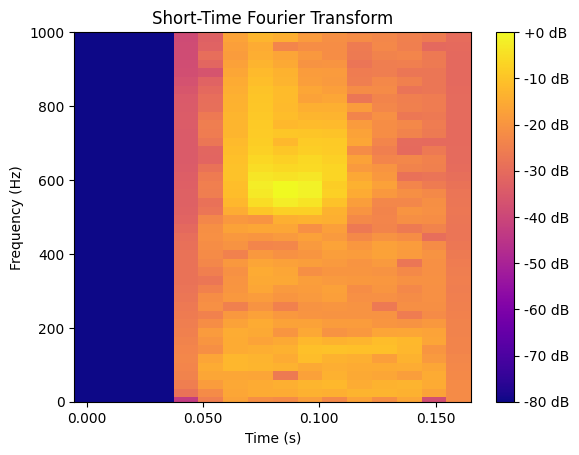 Short-Time Fourier Transform
1000
800
600
400
200
0
Frequency (Hz)
0.000
0.050
0.100
0.150
Time (s)
+0 dB
-10 dB
-20 dB
-30 dB
-40 dB
-50 dB
-60 dB
-70 dB
-80 dB